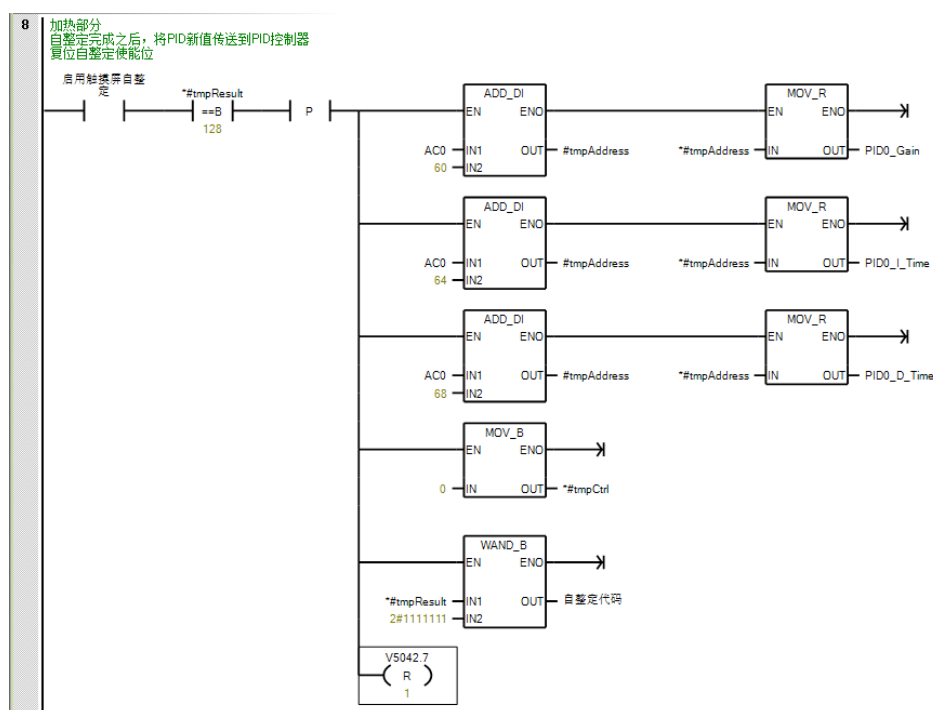 8
加热部分
自整定完成之后，将PID新值传送到PID控制器
复位自整定使能位
启用触摸屏自整
定
*#tmpResult
==B
128
P
ADD_DI
EN ENO
AC0 IN1 OUT #tmpAddress
60 IN2
MOV_R
EN ENO
*#tmpAddress IN OUT PID0_Gain
ADD_DI
EN ENO
AC0 IN1 OUT #tmpAddress
64 IN2
MOV_R
EN ENO
*#tmpAddress IN OUT PID0_I_Time
ADD_DI
EN ENO
AC0 IN1 OUT #tmpAddress
68 IN2
MOV_R
EN ENO
*#tmpAddress IN OUT PID0_D_Time
MOV_B
EN ENO
0 IN OUT *#tmpCtrl
WAND_B
EN ENO
*#tmpResult IN1 OUT 自整定代码
2#1111111 IN2
V5042.7
R
1